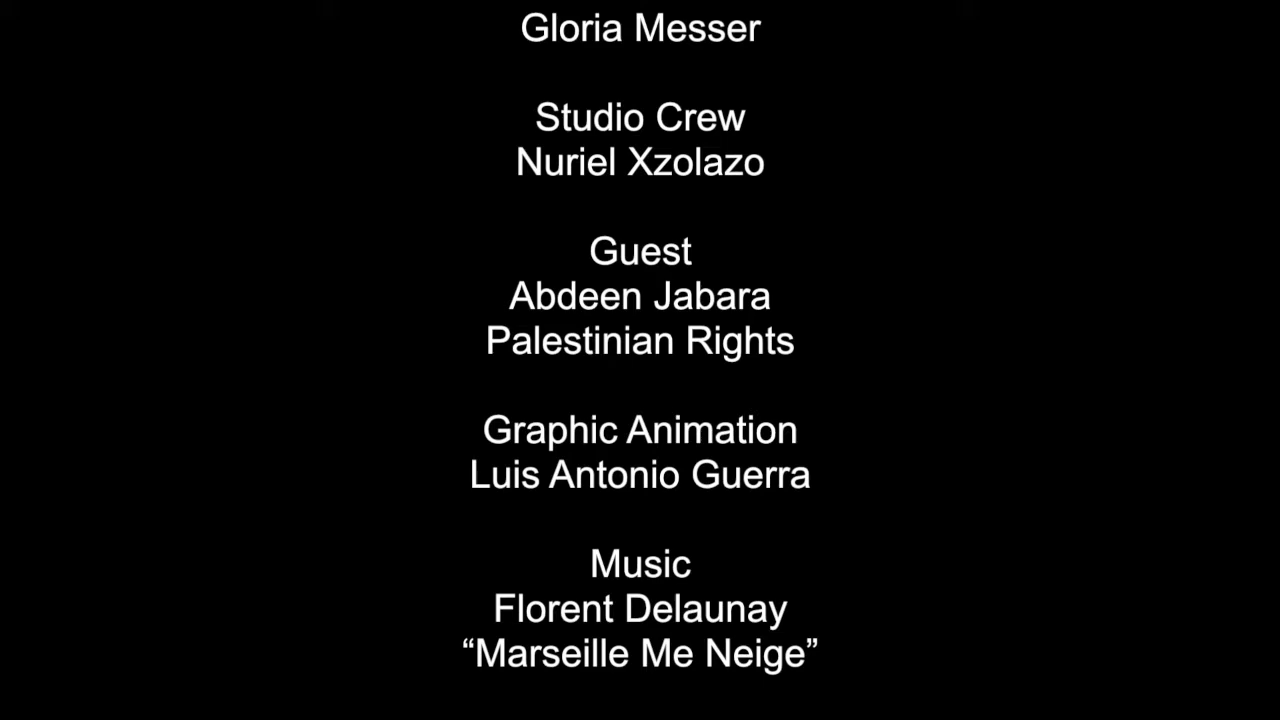 Gloria Messer
Studio Crew
Nuriel Xzolazo
Guest
Abdeen Jabara
Palestinian Rights
Graphic Animation
Luis Antonio Guerra
Music
Florent Delaunay
“Marseille Me Neige”